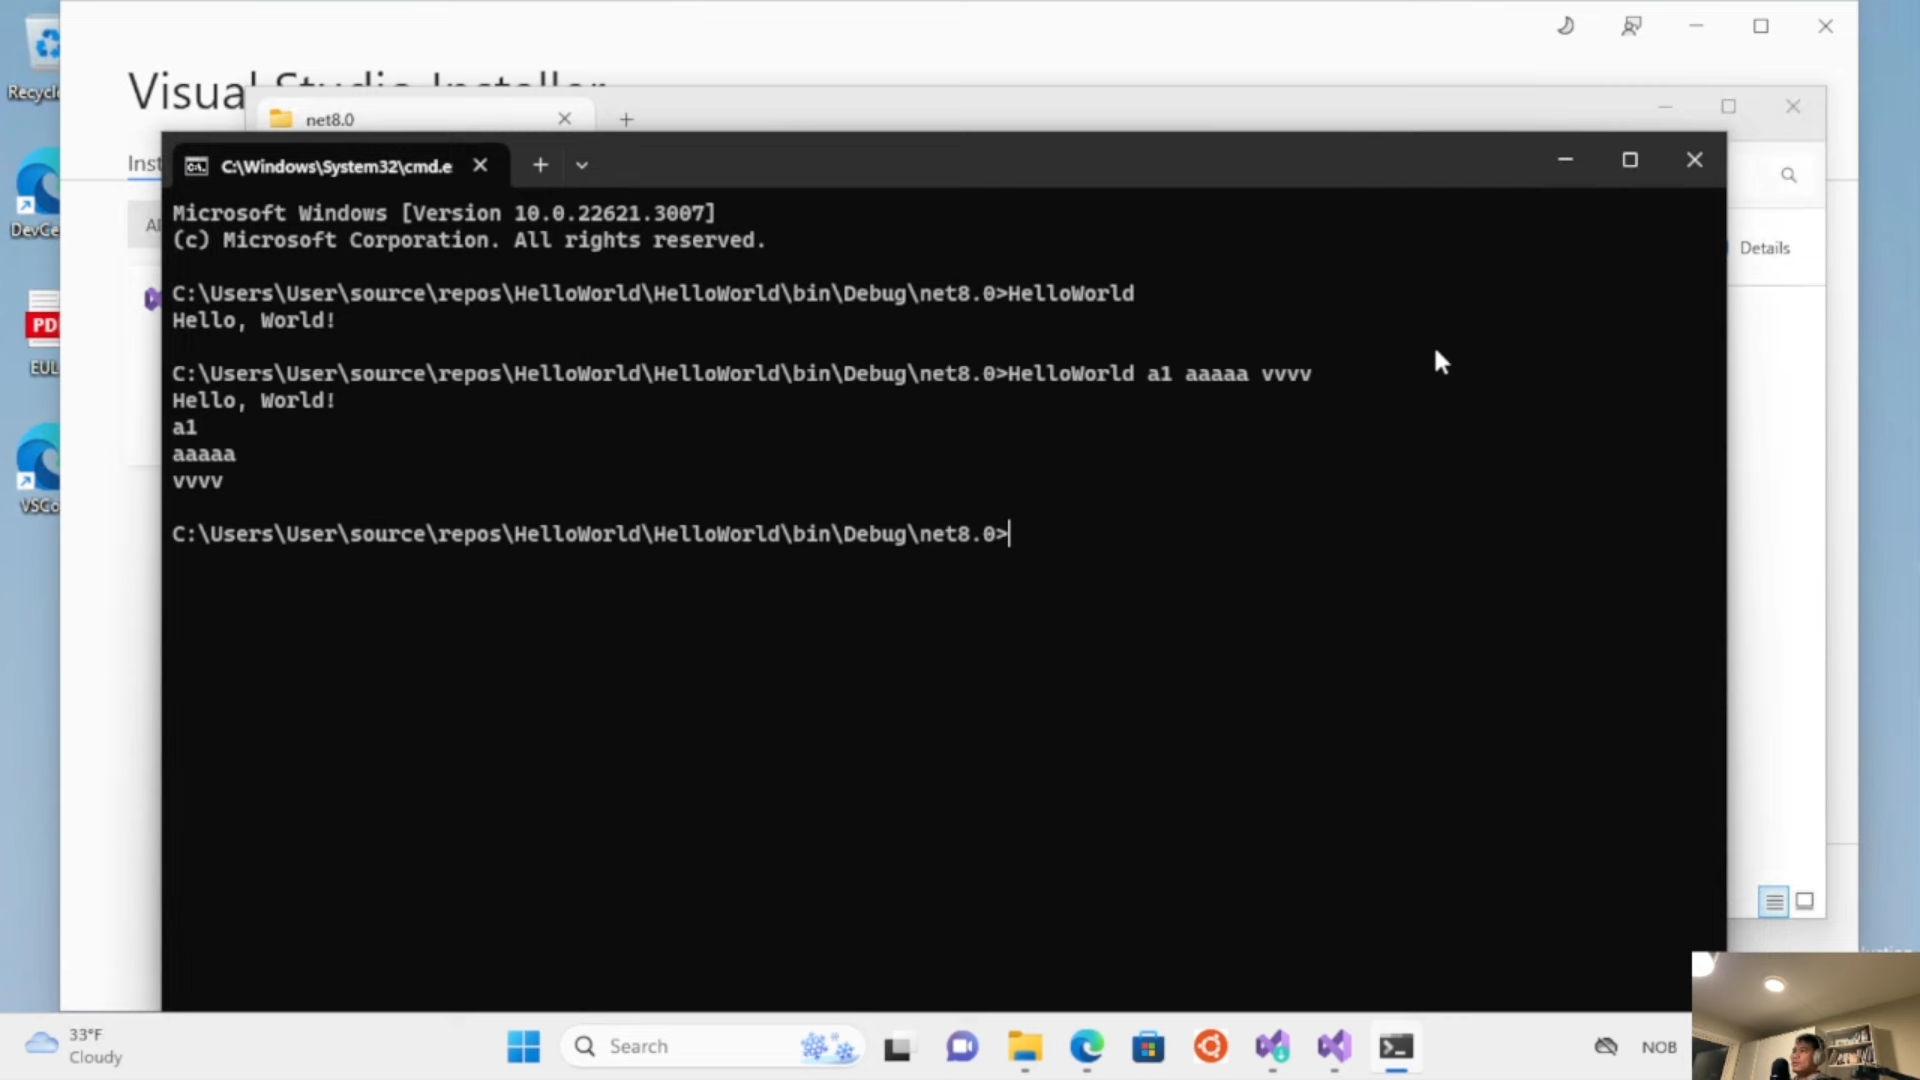 Recycl
Visual Studio Installer
net8.0
Inst
C:\Windows\System32\cmd.e
DevCe
Al
Details
Microsoft Windows [Version 10.0.22621.3007]
(c) Microsoft Corporation. All rights reserved.
C:\Users\User\source\repos\HelloWorld\HelloWorld\bin\Debug\net8.0>HelloWorld
Hello, World!
PD
EUL
C:\Users\User\source\repos\HelloWorld\HelloWorld\bin\Debug\net8.0>HelloWorld a1 aaaaa vvvv
Hello, World!
a1
aaaaa
vvvv
VSCo
C:\Users\User\source\repos\HelloWorld\HelloWorld\bin\Debug\net8.0>
33°F
Cloudy
Search
NOB